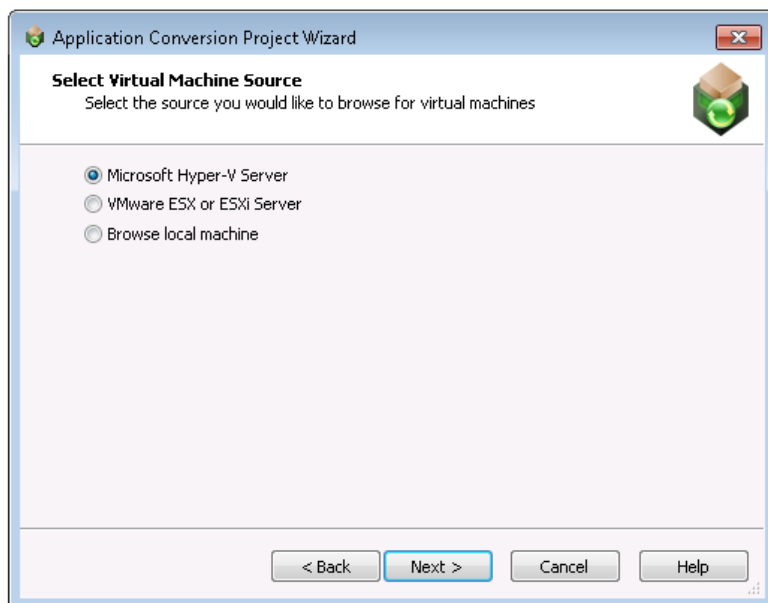 Application Conversion Project Wizard
Select Virtual Machine Source
Select the source you would like to browse for virtual machines
Microsoft Hyper-V Server
VMware ESX or ESXi Server
Browse local machine
< Back Next > Cancel Help